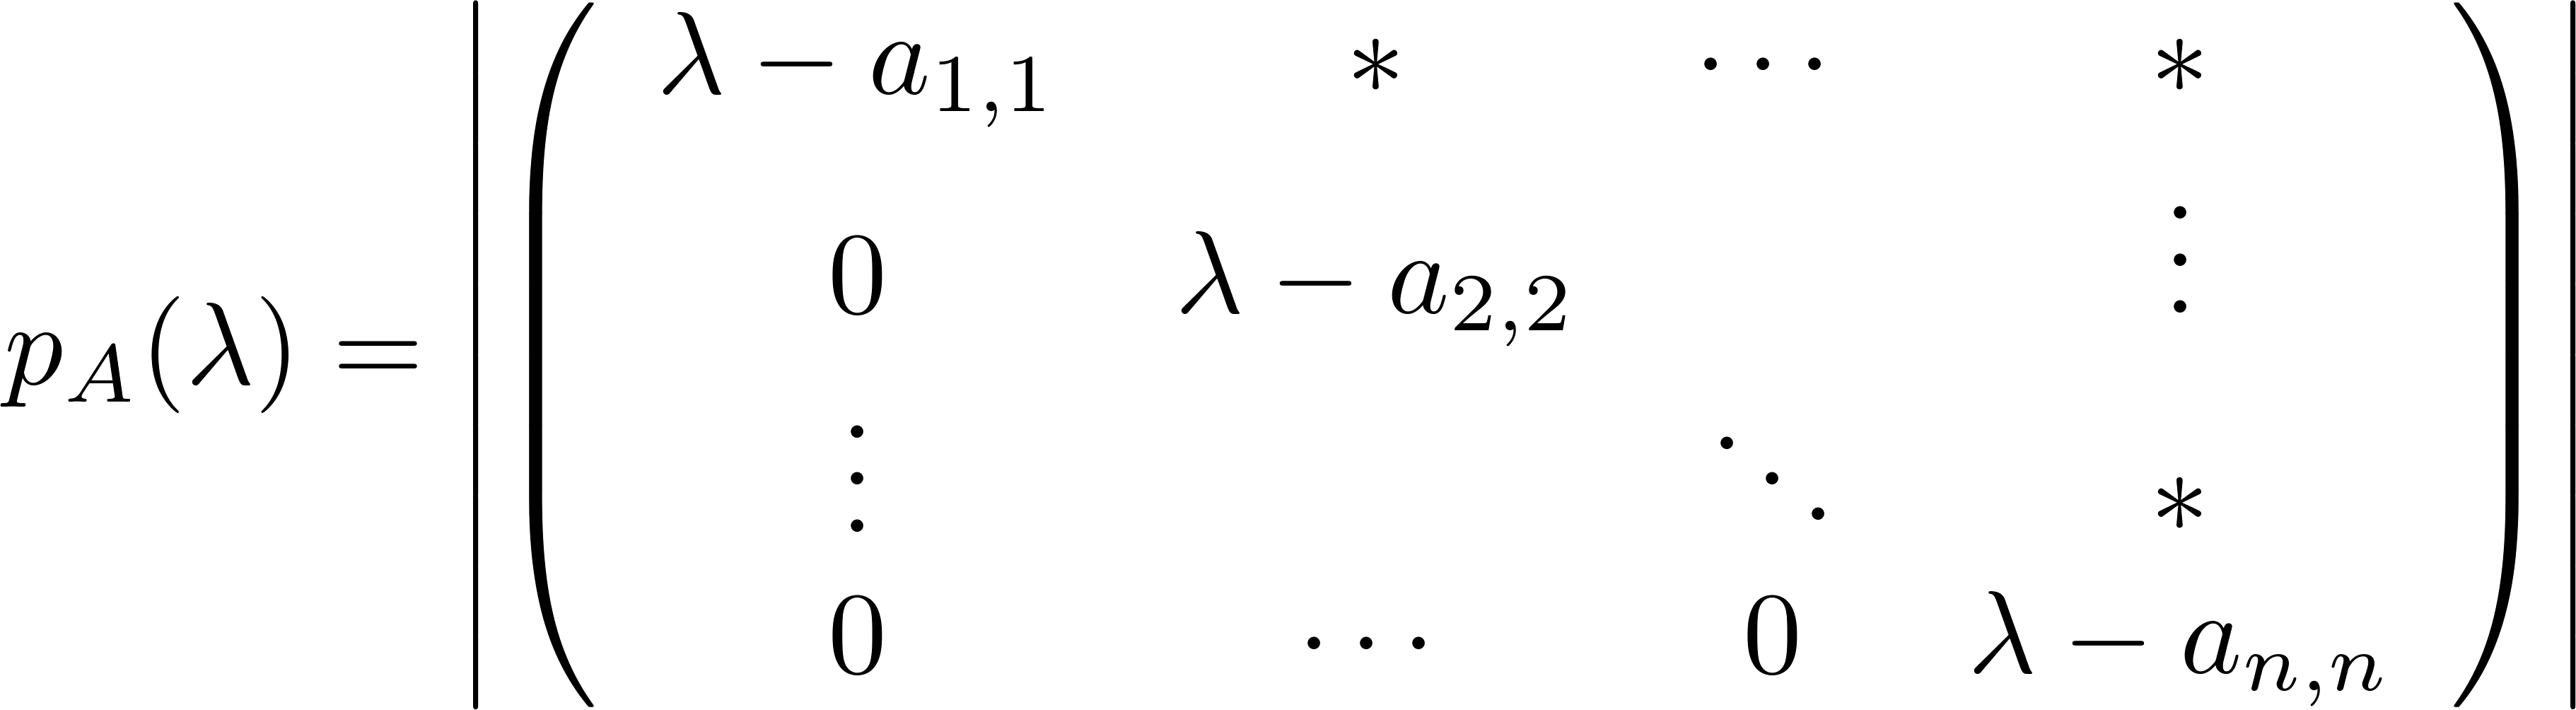 p_A(λ) = | ( λ − a_{1,1} ∗ ⋯ ∗
0 λ − a_{2,2} ⋮
⋮ ⋱ ∗
0 ⋯ 0 λ − a_{n,n} ) |